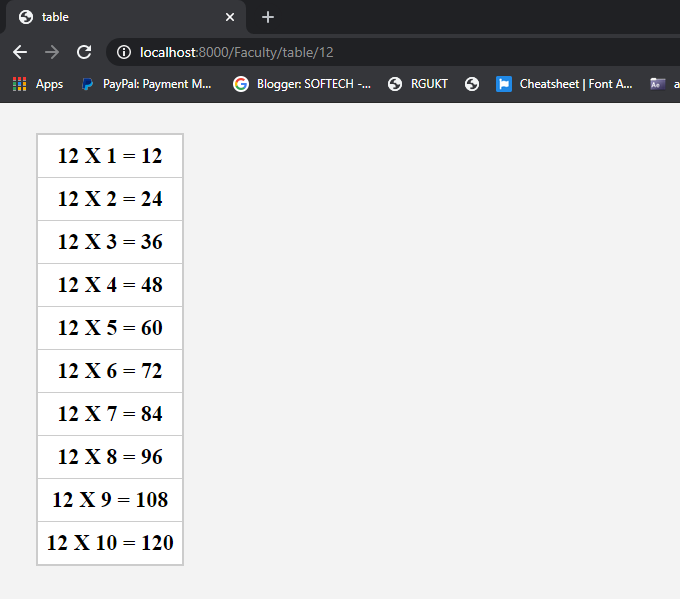 table
localhost:8000/Faculty/table/12
Apps PayPal: Payment M... Blogger: SOFTECH -... RGUKT Cheatsheet | Font A... Ae a
12 X 1 = 12
12 X 2 = 24
12 X 3 = 36
12 X 4 = 48
12 X 5 = 60
12 X 6 = 72
12 X 7 = 84
12 X 8 = 96
12 X 9 = 108
12 X 10 = 120